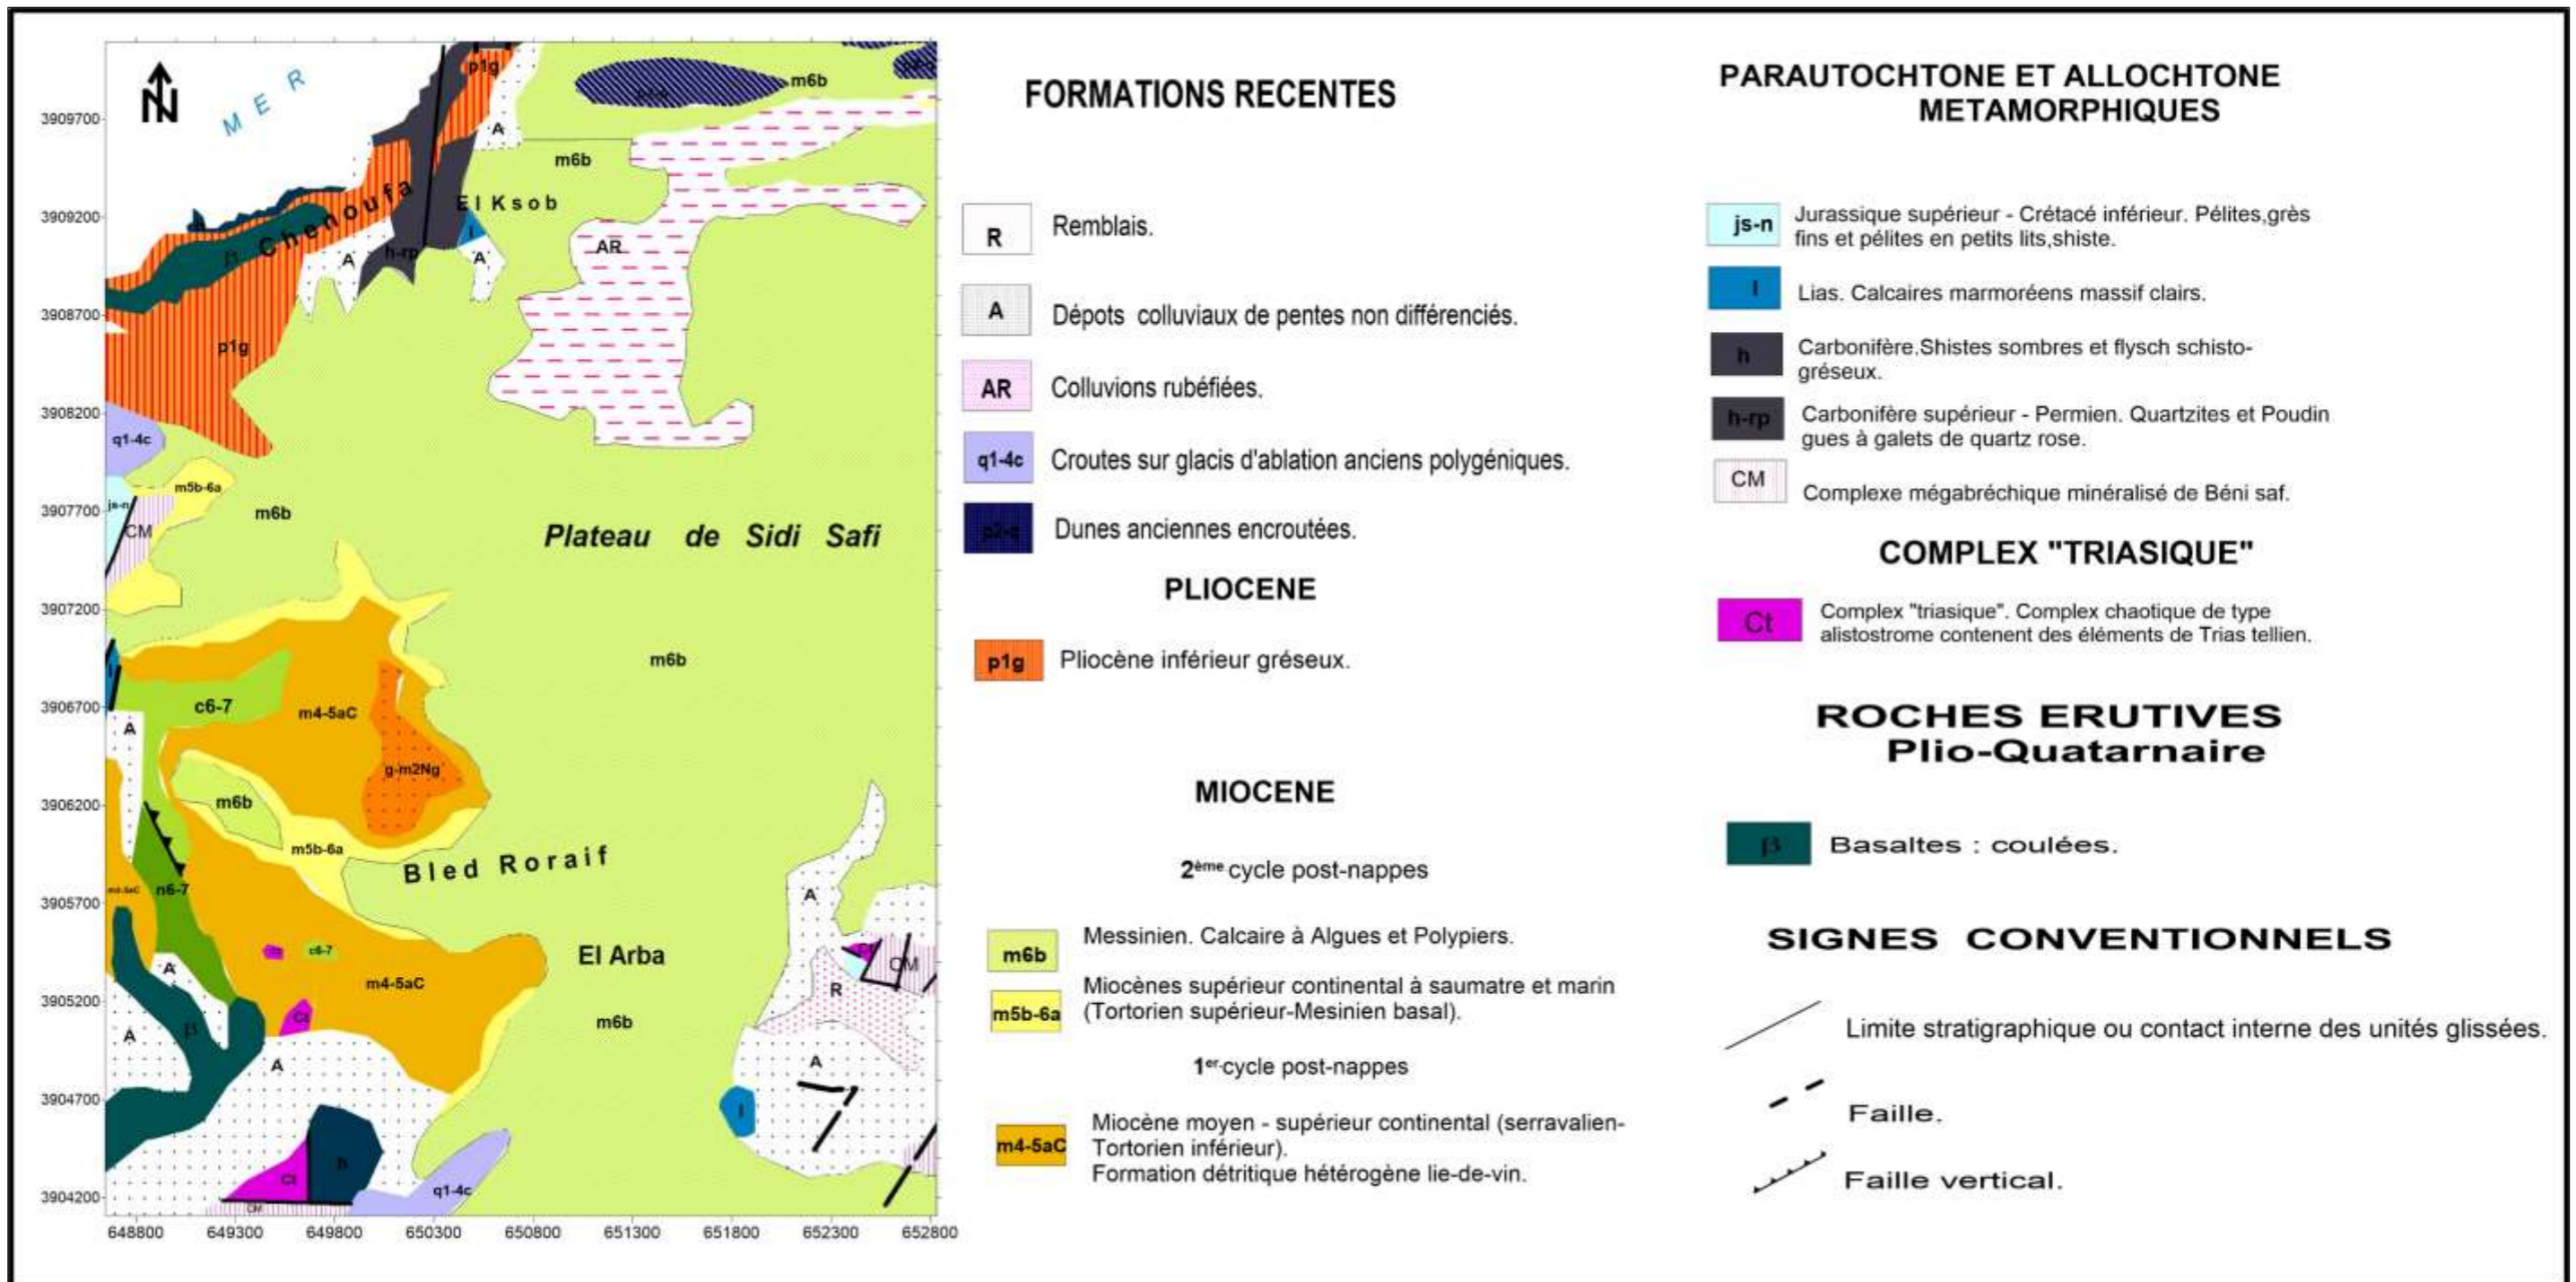 N
M E R
p1g
m6b
p2-q
A
m6b
El Ksob
Chenoufa
β
A
h-rp
l
A
AR
p1g
q1-4c
m5b-6a
js-n
CM
m6b
Plateau de Sidi Safi
m6b
c6-7
m4-5aC
A
g-m2Ng
m6b
m5b-6a
Bled Roraif
m4-5aC
n6-7
A
El Arba
c6-7
A
m4-5aC
CM
R
Ct
m6b
β
A
A
A
l
h
Ct
q1-4c
CM
3909700
3909200
3908700
3908200
3907700
3907200
3906700
3906200
3905700
3905200
3904700
3904200
648800 649300 649800 650300 650800 651300 651800 652300 652800
FORMATIONS RECENTES
R Remblais.
A Dépots colluviaux de pentes non différenciés.
AR Colluvions rubéfiées.
q1-4c Croutes sur glacis d'ablation anciens polygéniques.
p2-q Dunes anciennes encroutées.
PLIOCENE
p1g Pliocène inférieur gréseux.
MIOCENE
2ème cycle post-nappes
m6b Messinien. Calcaire à Algues et Polypiers.
m5b-6a Miocènes supérieur continental à saumatre et marin
(Tortorien supérieur-Mesinien basal).
1er cycle post-nappes
m4-5aC Miocène moyen - supérieur continental (serravalien-
Tortorien inférieur).
Formation détritique hétérogène lie-de-vin.
PARAUTOCHTONE ET ALLOCHTONE
METAMORPHIQUES
js-n Jurassique supérieur - Crétacé inférieur. Pélites,grès
fins et pélites en petits lits,shiste.
l Lias. Calcaires marmoréens massif clairs.
h Carbonifère.Shistes sombres et flysch schisto-
gréseux.
h-rp Carbonifère supérieur - Permien. Quartzites et Poudin
gues à galets de quartz rose.
CM Complexe mégabréchique minéralisé de Béni saf.
COMPLEX "TRIASIQUE"
Ct Complex "triasique". Complex chaotique de type
alistostrome contenent des éléments de Trias tellien.
ROCHES ERUTIVES
Plio-Quatarnaire
β Basaltes : coulées.
SIGNES CONVENTIONNELS
Limite stratigraphique ou contact interne des unités glissées.
Faille.
Faille vertical.